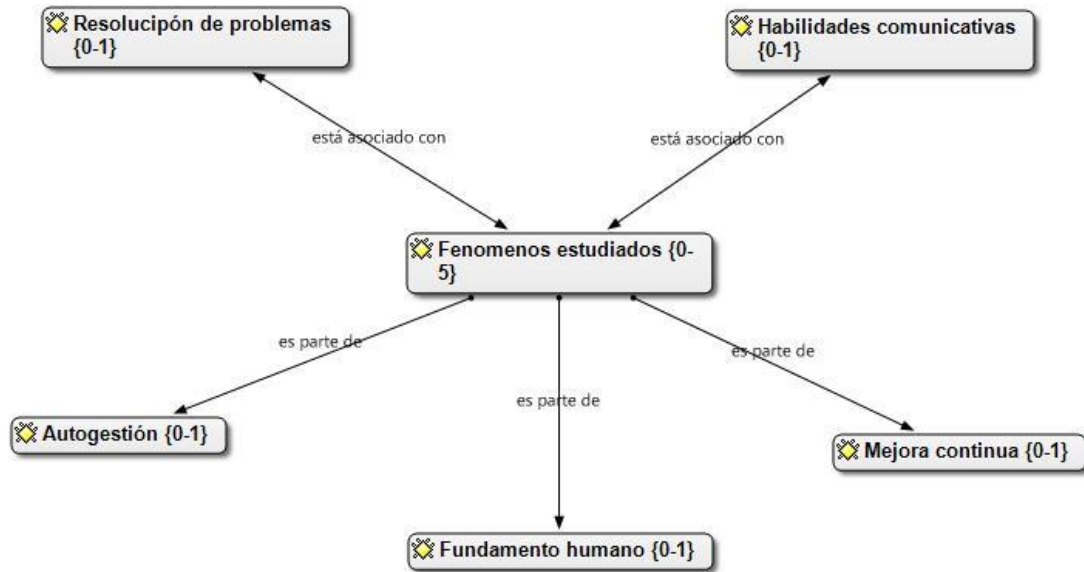 Resolucipón de problemas
{0-1}
Habilidades comunicativas
{0-1}
está asociado con
está asociado con
Fenomenos estudiados {0-
5}
es parte de
es parte de
es parte de
Autogestión {0-1}
Mejora continua {0-1}
Fundamento humano {0-1}